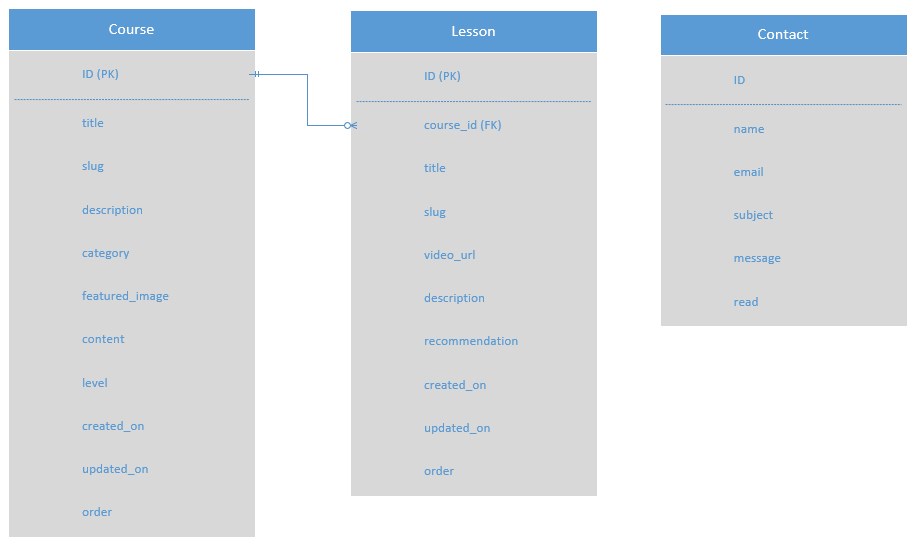 Course
ID (PK)
title
slug
description
category
featured_image
content
level
created_on
updated_on
order
Lesson
ID (PK)
course_id (FK)
title
slug
video_url
description
recommendation
created_on
updated_on
order
Contact
ID
name
email
subject
message
read